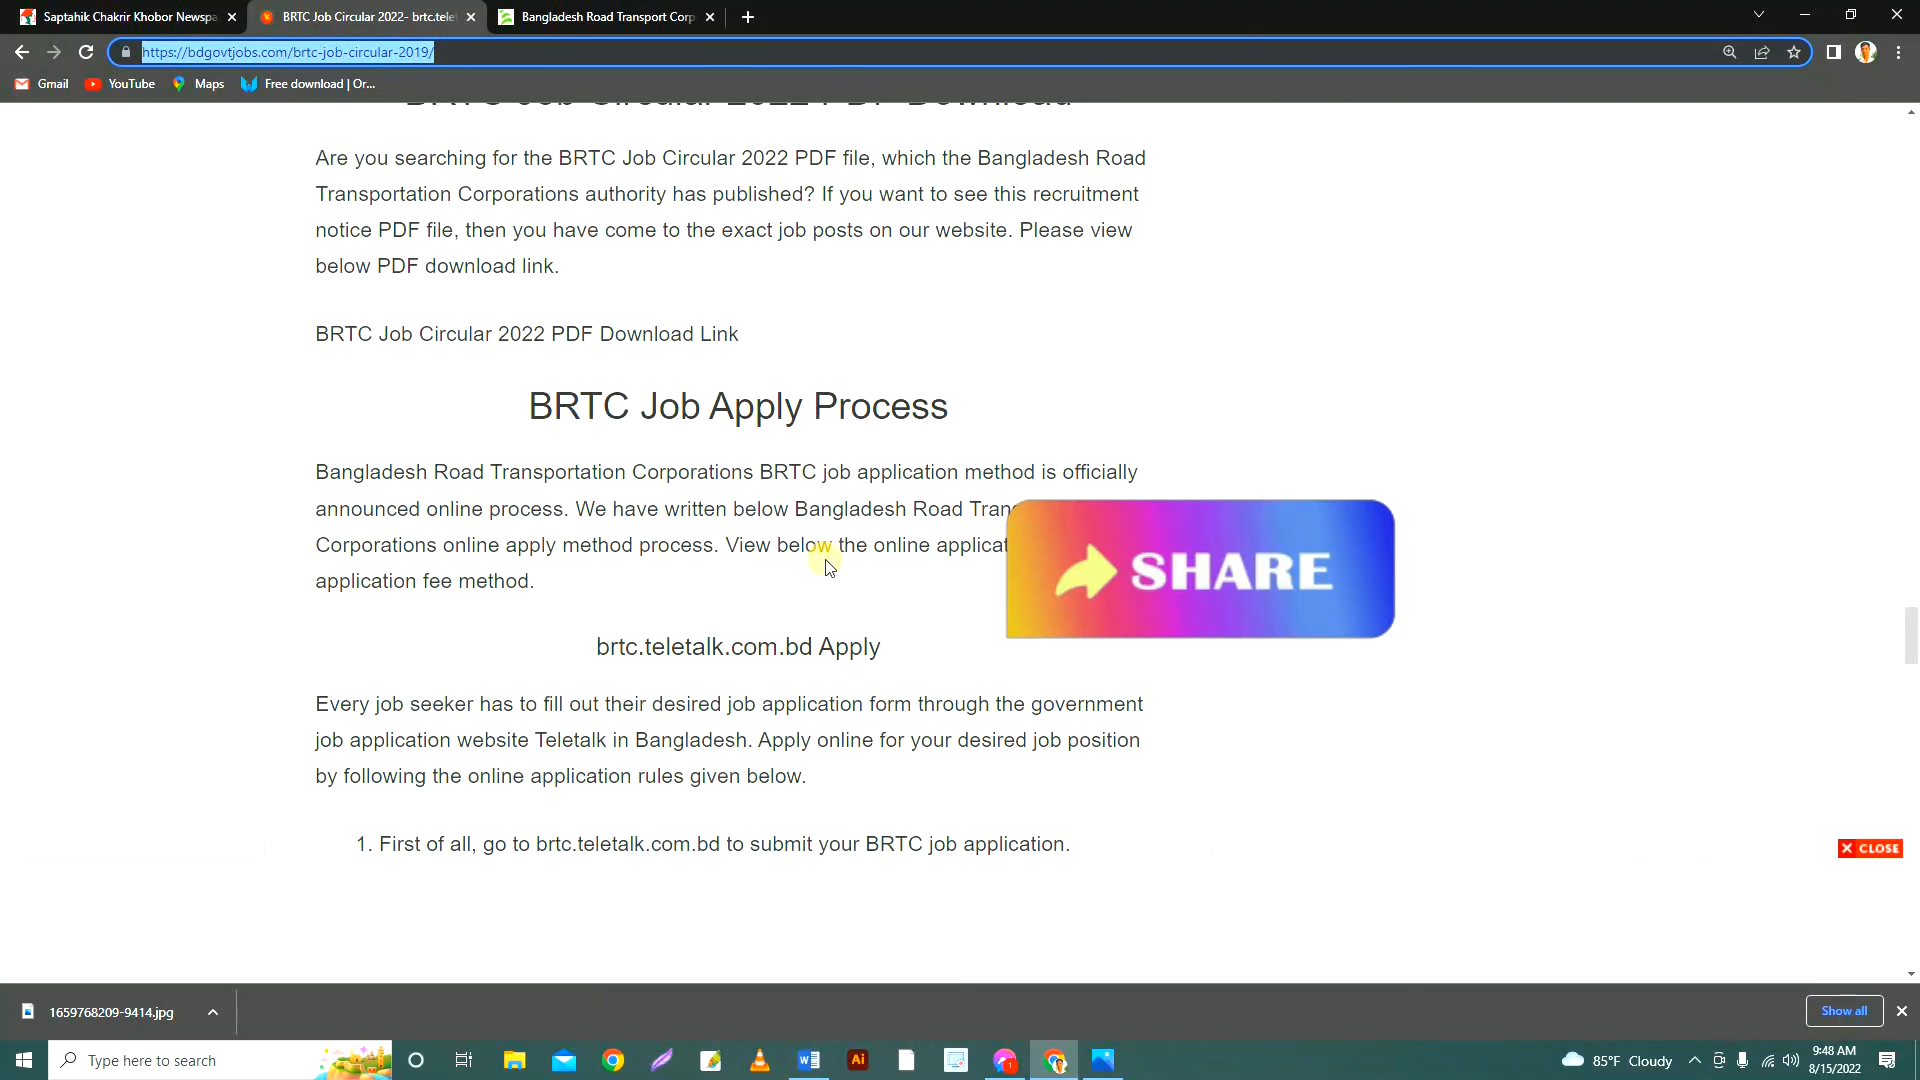 Saptahik Chakrir Khobor Newspa
BRTC Job Circular 2022- brtc.tele
Bangladesh Road Transport Corp
https://bdgovtjobs.com/brtc-job-circular-2019/
Gmail
YouTube
Maps
Free download | Or...
BRTC Job Circular 2022 PDF Download
Are you searching for the BRTC Job Circular 2022 PDF file, which the Bangladesh Road
Transportation Corporations authority has published? If you want to see this recruitment
notice PDF file, then you have come to the exact job posts on our website. Please view
below PDF download link.
BRTC Job Circular 2022 PDF Download Link
BRTC Job Apply Process
Bangladesh Road Transportation Corporations BRTC job application method is officially
announced online process. We have written below Bangladesh Road Tran
Corporations online apply method process. View below the online applicat
application fee method.
SHARE
brtc.teletalk.com.bd Apply
Every job seeker has to fill out their desired job application form through the government
job application website Teletalk in Bangladesh. Apply online for your desired job position
by following the online application rules given below.
1. First of all, go to brtc.teletalk.com.bd to submit your BRTC job application.
CLOSE
1659768209-9414.jpg
Show all
Type here to search
Ai
1
85°F Cloudy
9:48 AM
8/15/2022